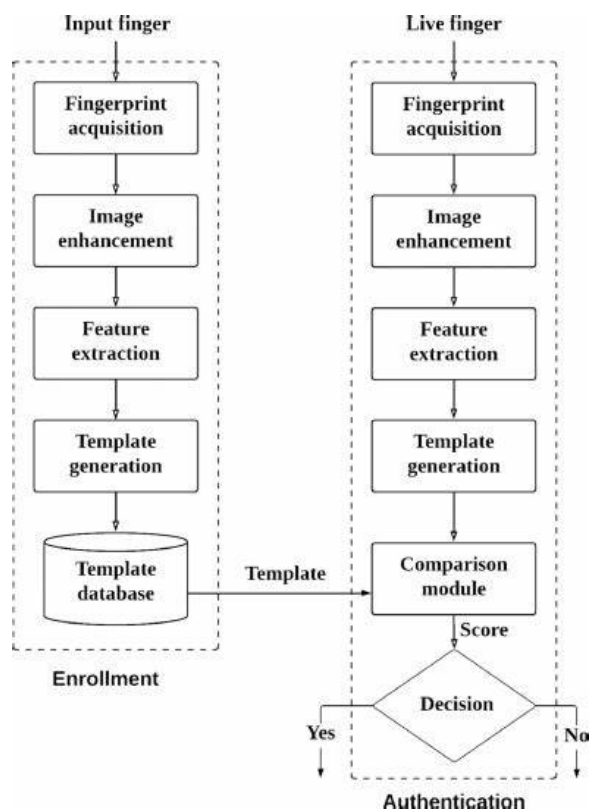 Input finger
Fingerprint
acquisition
Image
enhancement
Feature
extraction
Template
generation
Template
database
Enrollment
Template
Live finger
Fingerprint
acquisition
Image
enhancement
Feature
extraction
Template
generation
Comparison
module
Score
Decision
Yes
No
Authentication